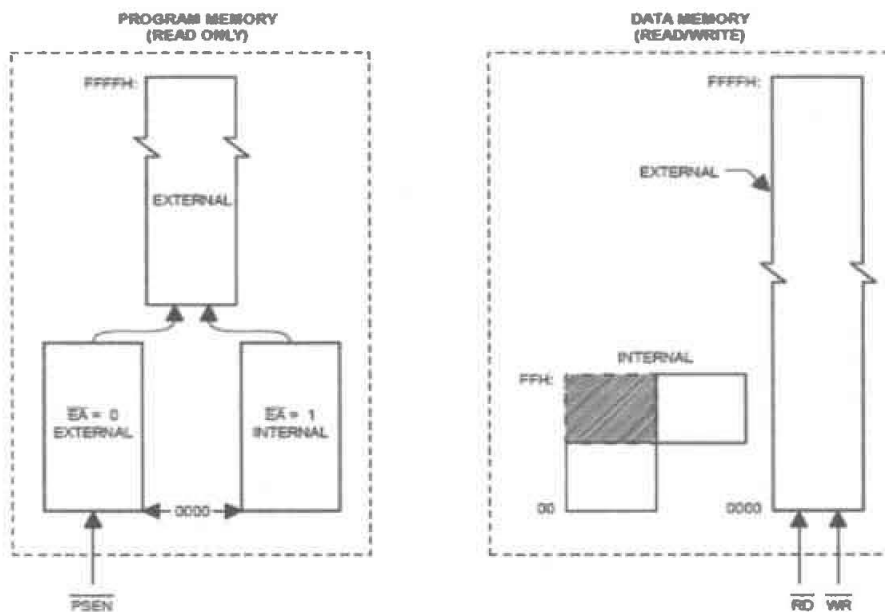 PROGRAM MEMORY
(READ ONLY)
FFFFH:
EXTERNAL
EA = 0
EXTERNAL
EA = 1
INTERNAL
0000
PSEN
DATA MEMORY
(READ/WRITE)
FFFFH:
EXTERNAL
INTERNAL
FFH:
00
0000
RD WR